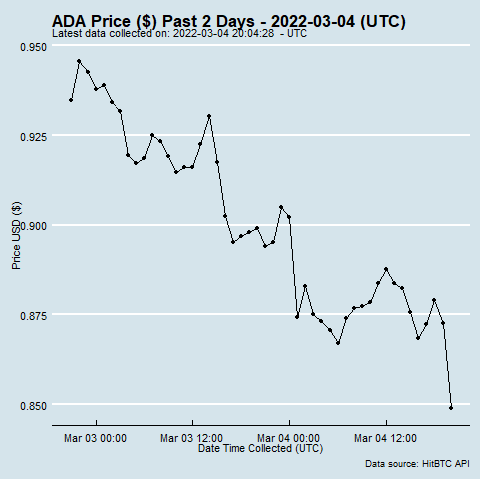 ADA Price ($) Past 2 Days - 2022-03-04 (UTC)
Latest data collected on: 2022-03-04 20:04:28  - UTC
0.950
0.925
0.900
0.875
0.850
Price USD ($)
Mar 03 00:00
Mar 03 12:00
Mar 04 00:00
Mar 04 12:00
Date Time Collected (UTC)
Data source: HitBTC API